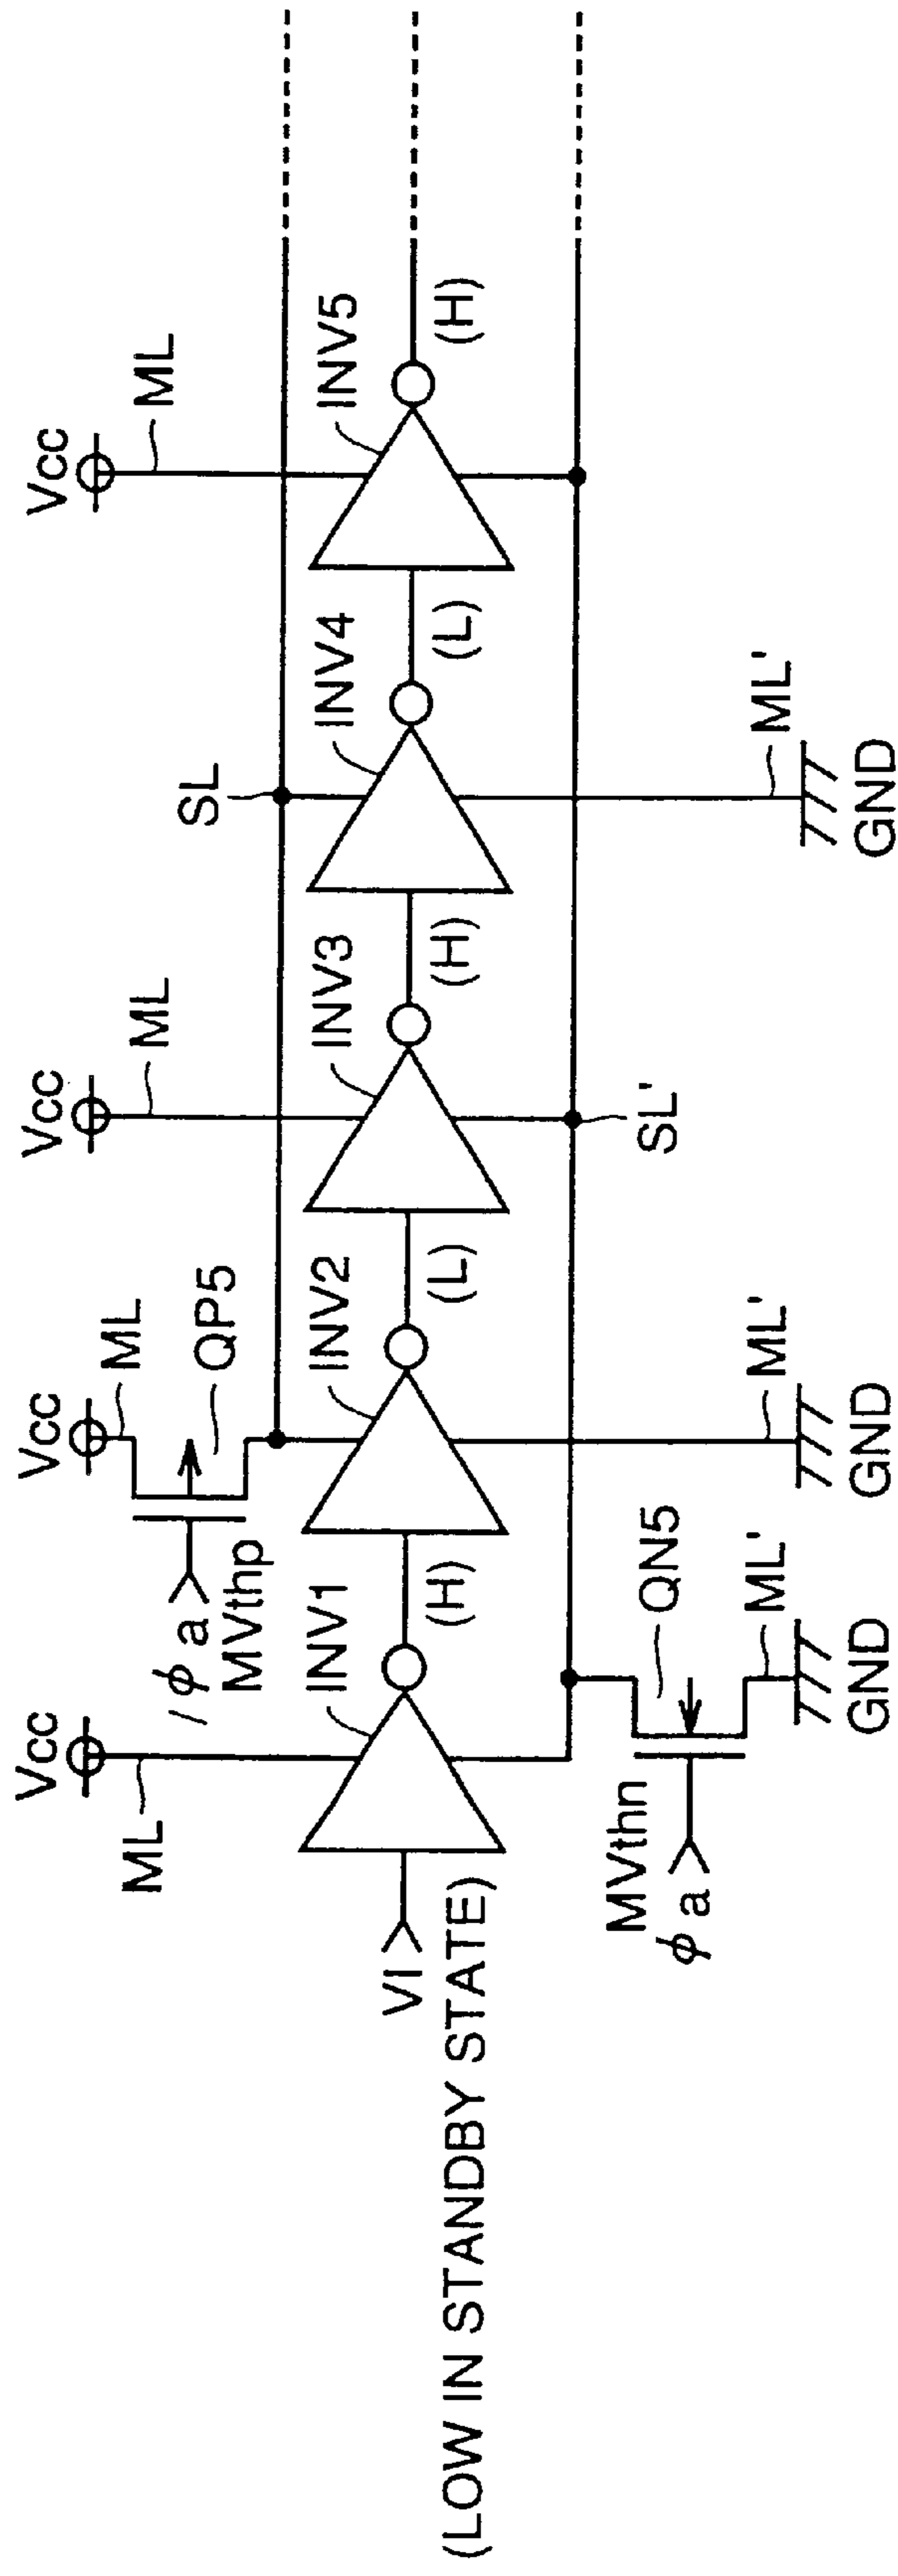 Vcc
Vcc
Vcc
Vcc
ML
ML
ML
ML
/φa
MVthp
QP5
SL
INV1
INV2
INV3
INV4
INV5
VI
(H)
(L)
(H)
(L)
(H)
(LOW IN STANDBY STATE)
SL'
MVthn
φa
QN5
ML'
ML'
ML'
GND
GND
GND